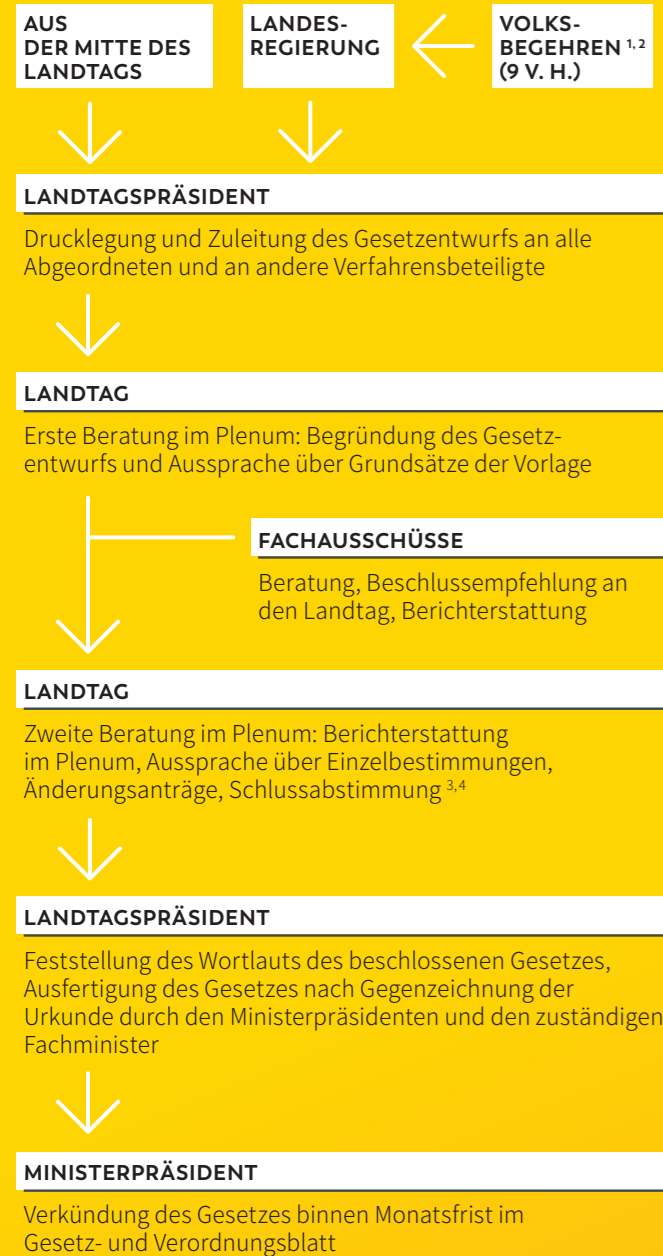 AUS
DER MITTE DES
LANDTAGS
LANDES-
REGIERUNG
VOLKS-
BEGEHREN 1, 2
(9 V. H.)
LANDTAGSPRÄSIDENT
Drucklegung und Zuleitung des Gesetzentwurfs an alle
Abgeordneten und an andere Verfahrensbeteiligte
LANDTAG
Erste Beratung im Plenum: Begründung des Gesetz-
entwurfs und Aussprache über Grundsätze der Vorlage
FACHAUSSCHÜSSE
Beratung, Beschlussempfehlung an
den Landtag, Berichterstattung
LANDTAG
Zweite Beratung im Plenum: Berichterstattung
im Plenum, Aussprache über Einzelbestimmungen,
Änderungsanträge, Schlussabstimmung 3, 4
LANDTAGSPRÄSIDENT
Feststellung des Wortlauts des beschlossenen Gesetzes,
Ausfertigung des Gesetzes nach Gegenzeichnung der
Urkunde durch den Ministerpräsidenten und den zuständigen
Fachminister
MINISTERPRÄSIDENT
Verkündung des Gesetzes binnen Monatsfrist im
Gesetz- und Verordnungsblatt